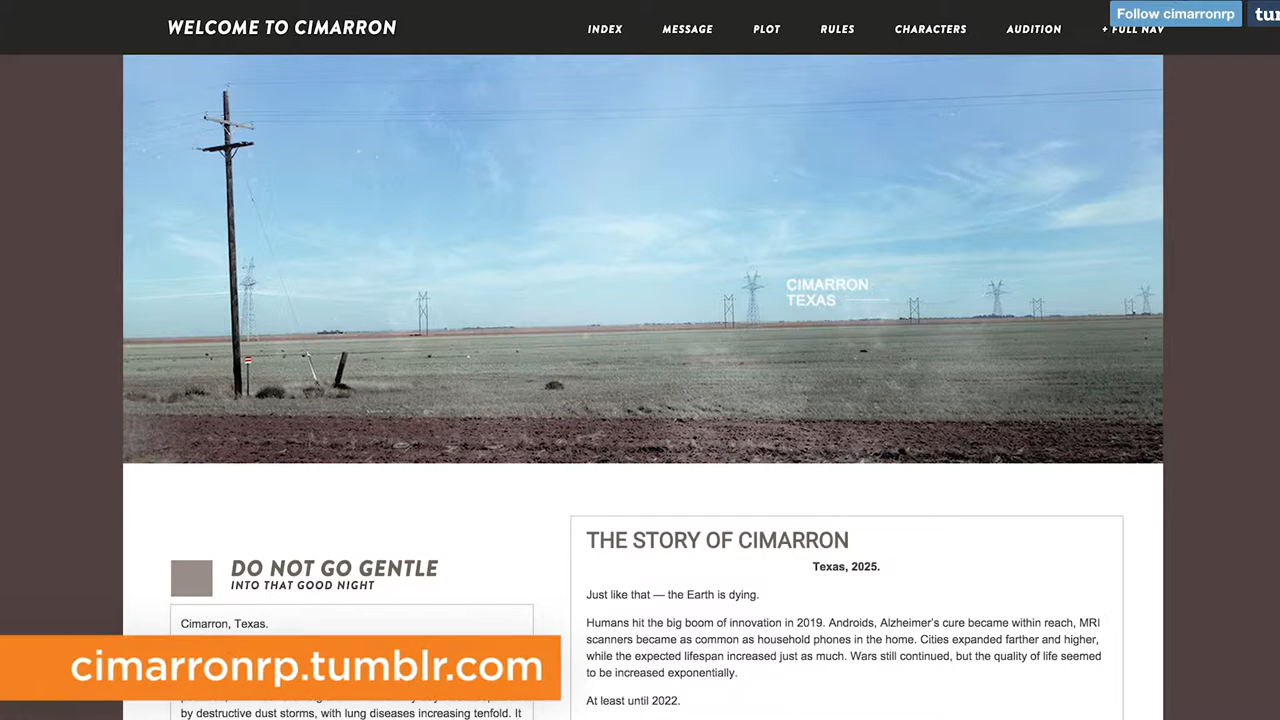 WELCOME TO CIMARRON
INDEX
MESSAGE
PLOT
RULES
CHARACTERS
AUDITION
+ FULL NAV
Follow cimarronrp
CIMARRON
TEXAS
THE STORY OF CIMARRON
Texas, 2025.
Just like that — the Earth is dying.
Humans hit the big boom of innovation in 2019. Androids, Alzheimer's cure became within reach, MRI
scanners became as common as household phones in the home. Cities expanded farther and higher,
while the expected lifespan increased just as much. Wars still continued, but the quality of life seemed
to be increased exponentially.
At least until 2022.
DO NOT GO GENTLE
INTO THAT GOOD NIGHT
Cimarron, Texas.
by destructive dust storms, with lung diseases increasing tenfold. It
cimarronrp.tumblr.com